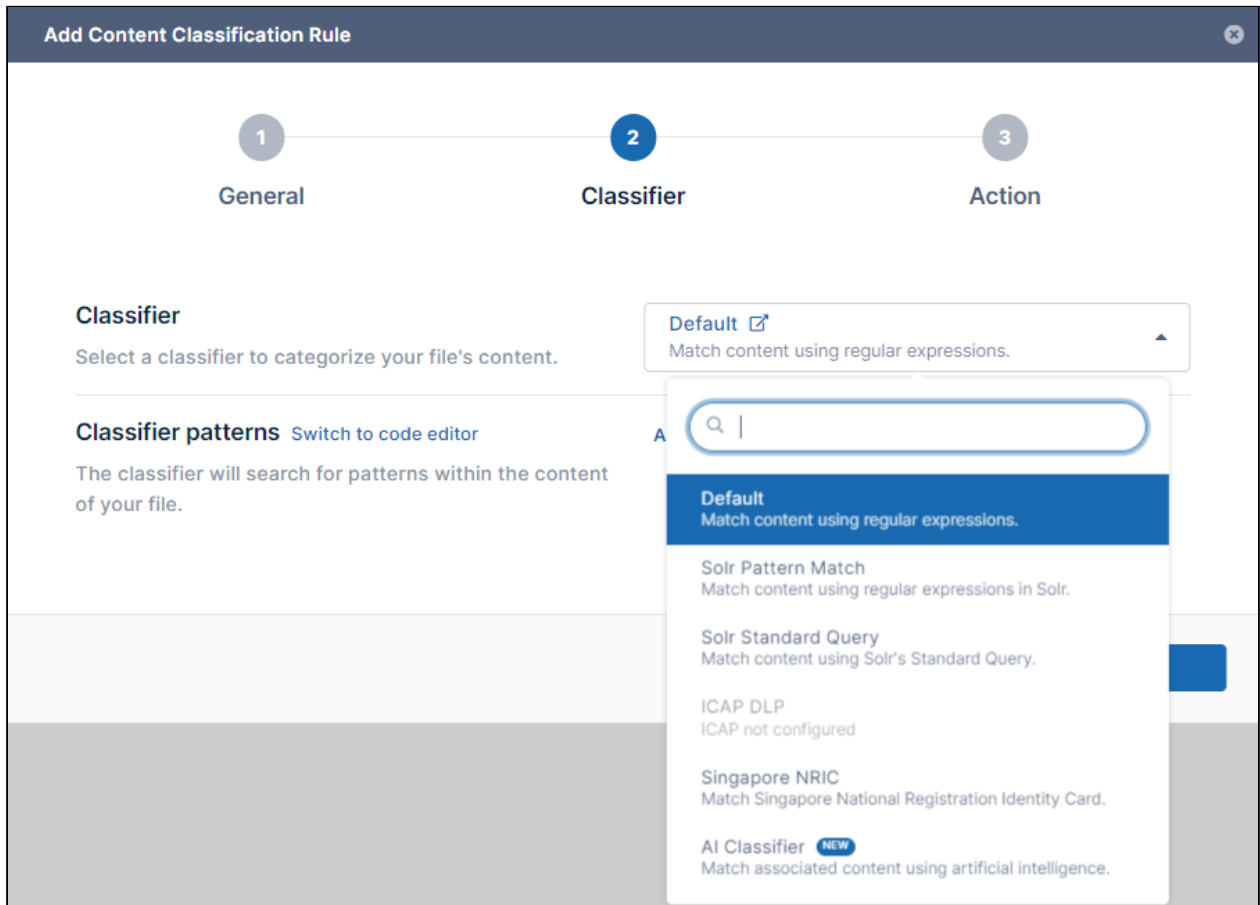 Add Content Classification Rule
1
2
3
General
Classifier
Action
Classifier
Select a classifier to categorize your file's content.
Default
Match content using regular expressions.
Classifier patterns Switch to code editor
The classifier will search for patterns within the content
of your file.
A
Default
Match content using regular expressions.
Solr Pattern Match
Match content using regular expressions in Solr.
Solr Standard Query
Match content using Solr's Standard Query.
ICAP DLP
ICAP not configured
Singapore NRIC
Match Singapore National Registration Identity Card.
AI Classifier NEW
Match associated content using artificial intelligence.